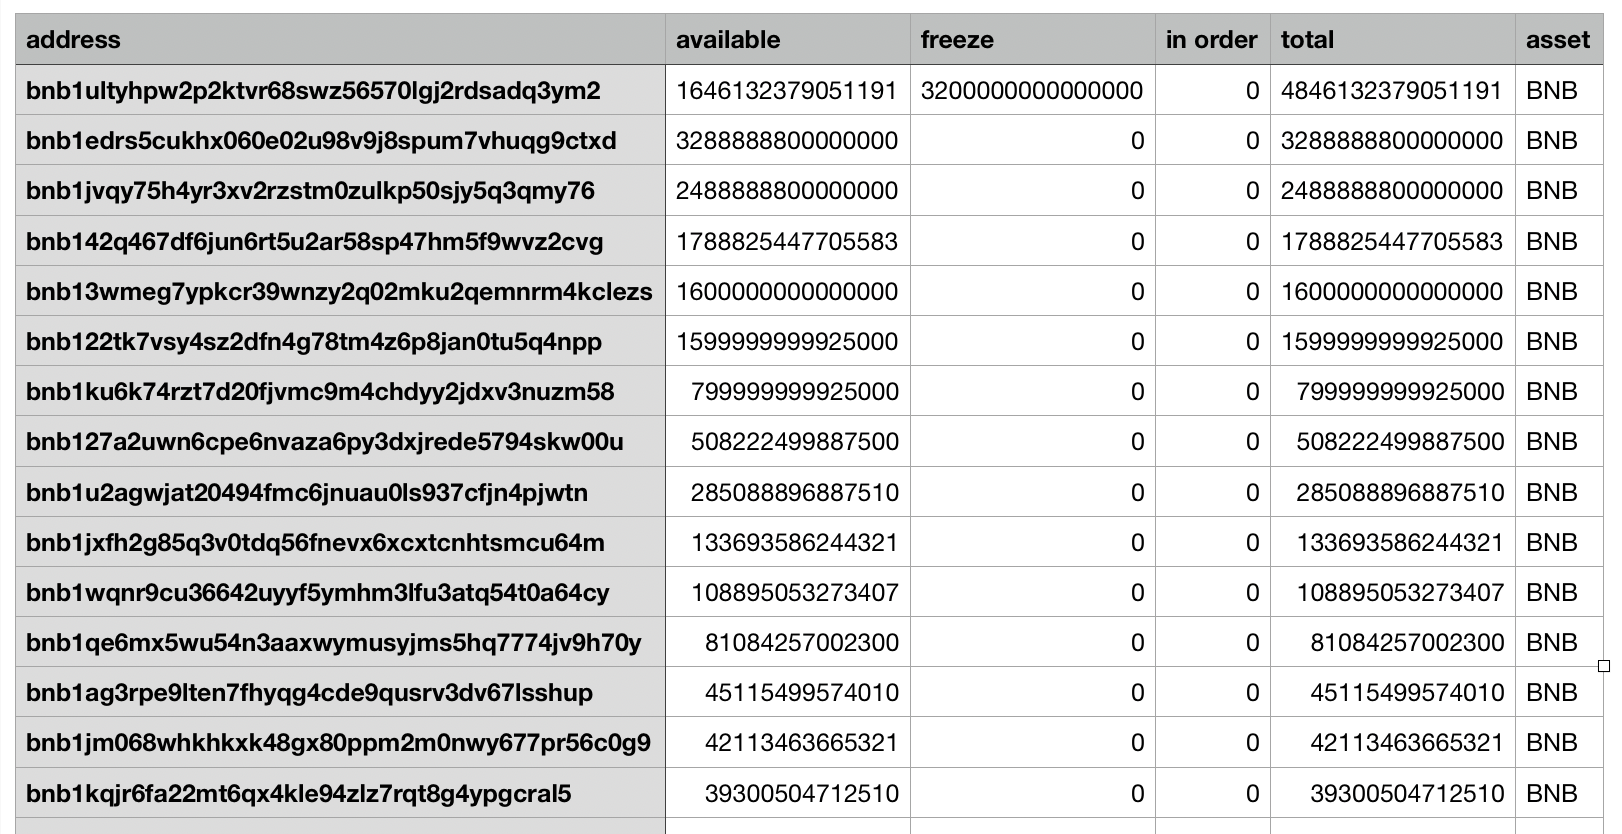 address available freeze in order total asset
bnb1ultyhpw2p2ktvr68swz56570lgj2rdsadq3ym2 1646132379051191 3200000000000000 0 4846132379051191 BNB
bnb1edrs5cukhx060e02u98v9j8spum7vhuqg9ctxd 3288888800000000 0 0 3288888800000000 BNB
bnb1jvqy75h4yr3xv2rzstm0zulkp50sjy5q3qmy76 2488888800000000 0 0 2488888800000000 BNB
bnb142q467df6jun6rt5u2ar58sp47hm5f9wvz2cvg 1788825447705583 0 0 1788825447705583 BNB
bnb13wmeg7ypkcr39wnzy2q02mku2qemnrm4kclezs 1600000000000000 0 0 1600000000000000 BNB
bnb122tk7vsy4sz2dfn4g78tm4z6p8jan0tu5q4npp 1599999999925000 0 0 1599999999925000 BNB
bnb1ku6k74rzt7d20fjvmc9m4chdyy2jdxv3nuzm58 799999999925000 0 0 799999999925000 BNB
bnb127a2uwn6cpe6nvaza6py3dxjrede5794skw00u 508222499887500 0 0 508222499887500 BNB
bnb1u2agwjat20494fmc6jnuau0ls937cfjn4pjwtn 285088896887510 0 0 285088896887510 BNB
bnb1jxfh2g85q3v0tdq56fnevx6xcxtcnhtsmcu64m 133693586244321 0 0 133693586244321 BNB
bnb1wqnr9cu36642uyyf5ymhm3lfu3atq54t0a64cy 108895053273407 0 0 108895053273407 BNB
bnb1qe6mx5wu54n3aaxwymusyjms5hq7774jv9h70y 81084257002300 0 0 81084257002300 BNB
bnb1ag3rpe9lten7fhyqg4cde9qusrv3dv67lsshup 45115499574010 0 0 45115499574010 BNB
bnb1jm068whkhkxk48gx80ppm2m0nwy677pr56c0g9 42113463665321 0 0 42113463665321 BNB
bnb1kqjr6fa22mt6qx4kle94zlz7rqt8g4ypgcral5 39300504712510 0 0 39300504712510 BNB